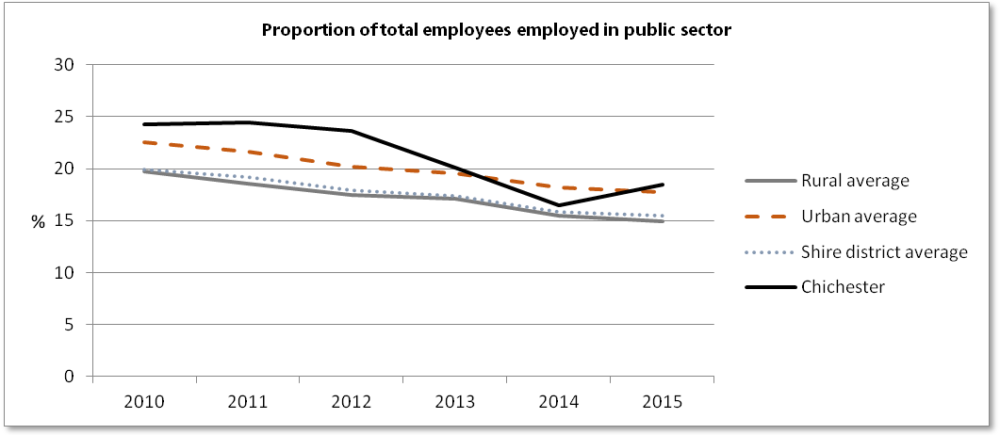 Proportion of total employees employed in public sector
30
25
20
15
10
5
0
%
2010 2011 2012 2013 2014 2015
Rural average
Urban average
Shire district average
Chichester